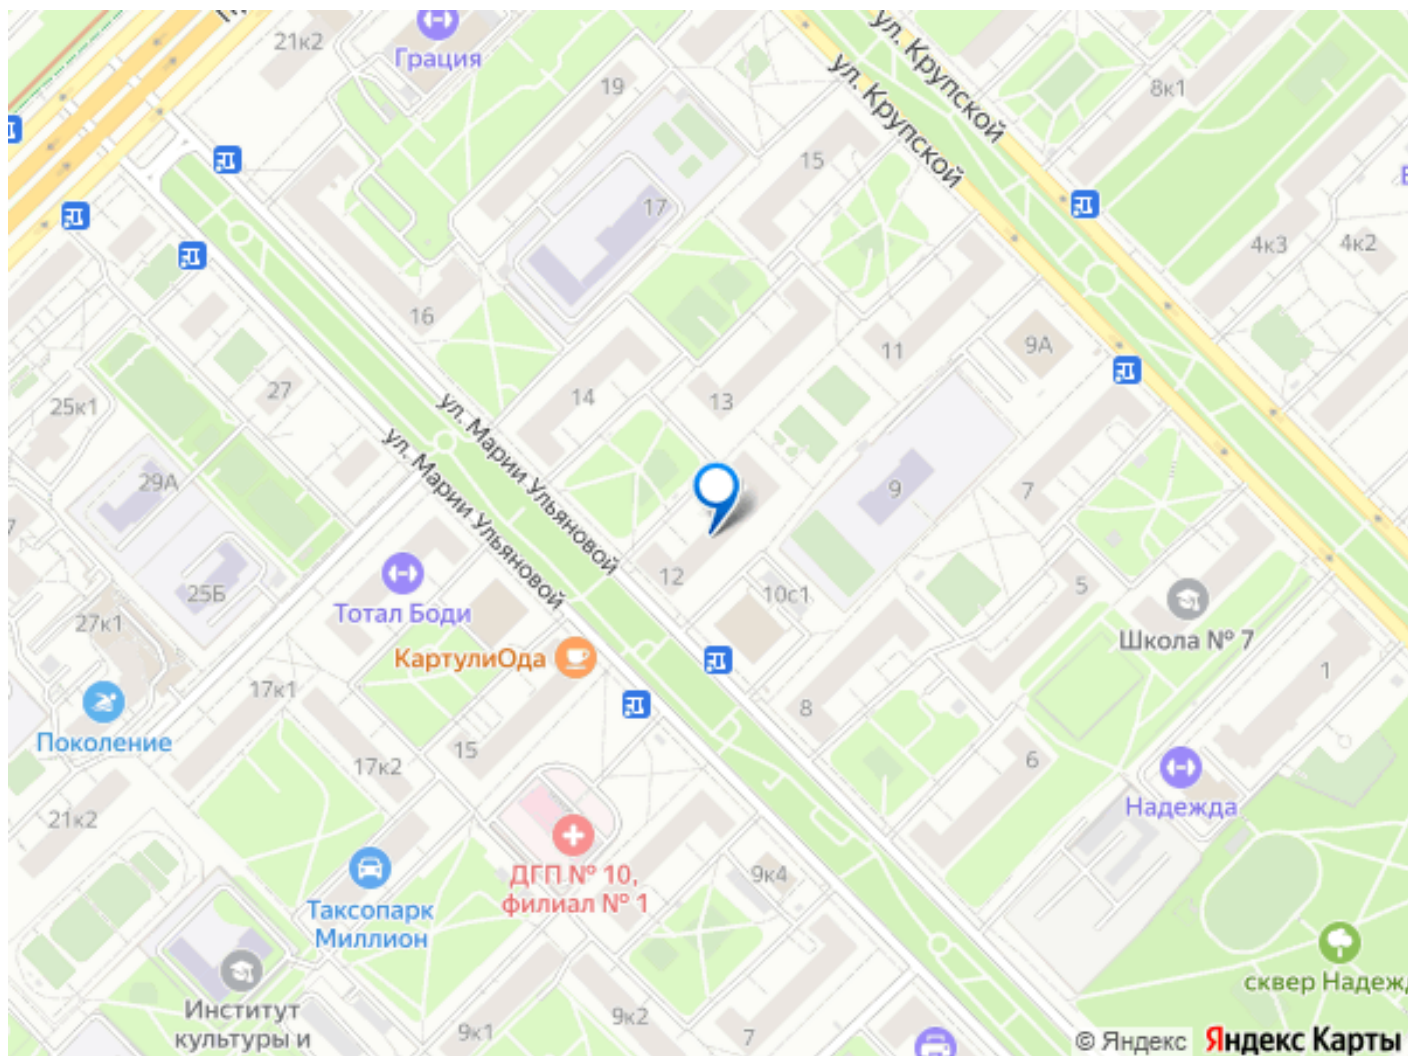 21к2
Грация
19
ул. Крупской
ул. Крупской
8к1
15
17
4к3
4к2
16
11
9А
27
25к1
14
13
ул. Марии Ульяновой
ул. Марии Ульяновой
29А
9
7
12
10с1
5
25Б
Тотал Боди
27к1
Школа № 7
КартулиОда
17к1
1
8
Поколение
15
17к2
6
Надежда
21к2
ДГП № 10,
филиал № 1
9к4
Таксопарк
Миллион
сквер Надежд
Институт
культуры и
9к1
9к2
7
© Яндекс
Яндекс Карты